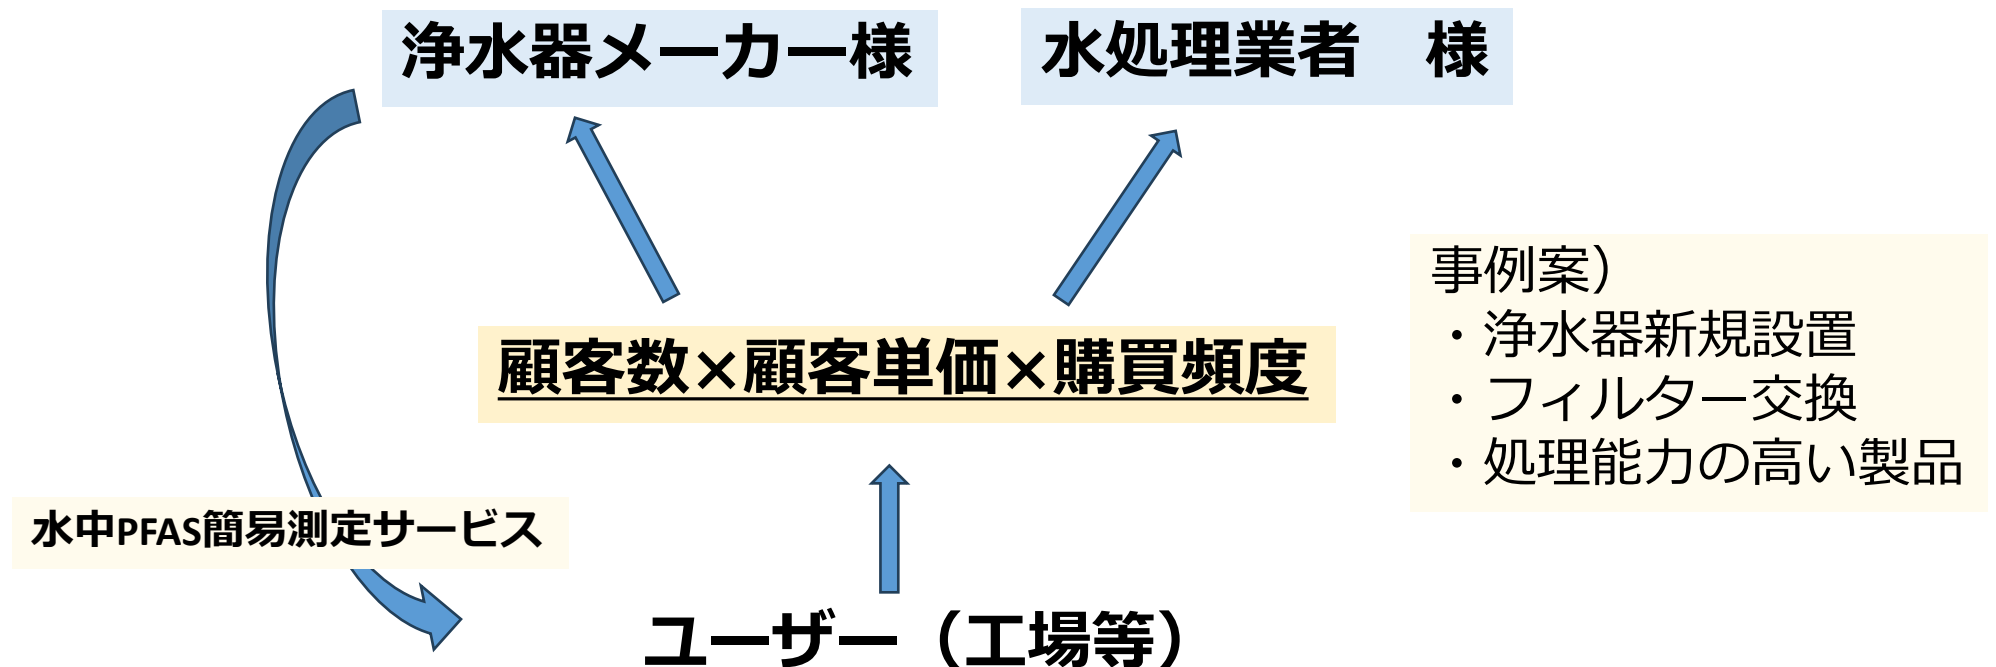 浄水器メーカー様
水処理業者　様
事例案）
・浄水器新規設置
・フィルター交換
・処理能力の高い製品
顧客数×顧客単価×購買頻度
水中PFAS簡易測定サービス
ユーザー（工場等）